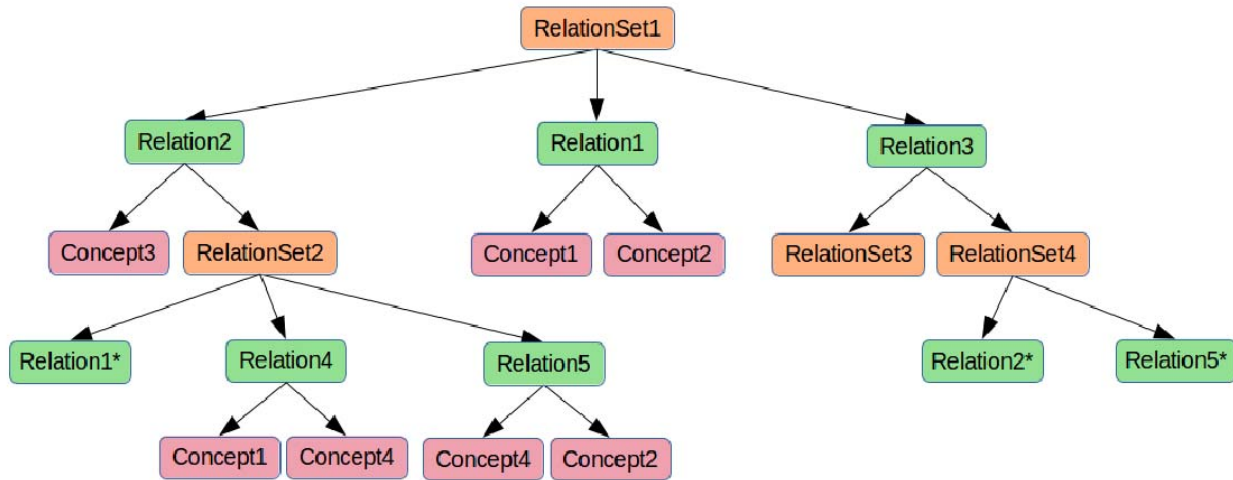 RelationSet1
Relation2
Relation1
Relation3
Concept3
RelationSet2
Concept1
Concept2
RelationSet3
RelationSet4
Relation1*
Relation4
Relation5
Relation2*
Relation5*
Concept1
Concept4
Concept4
Concept2